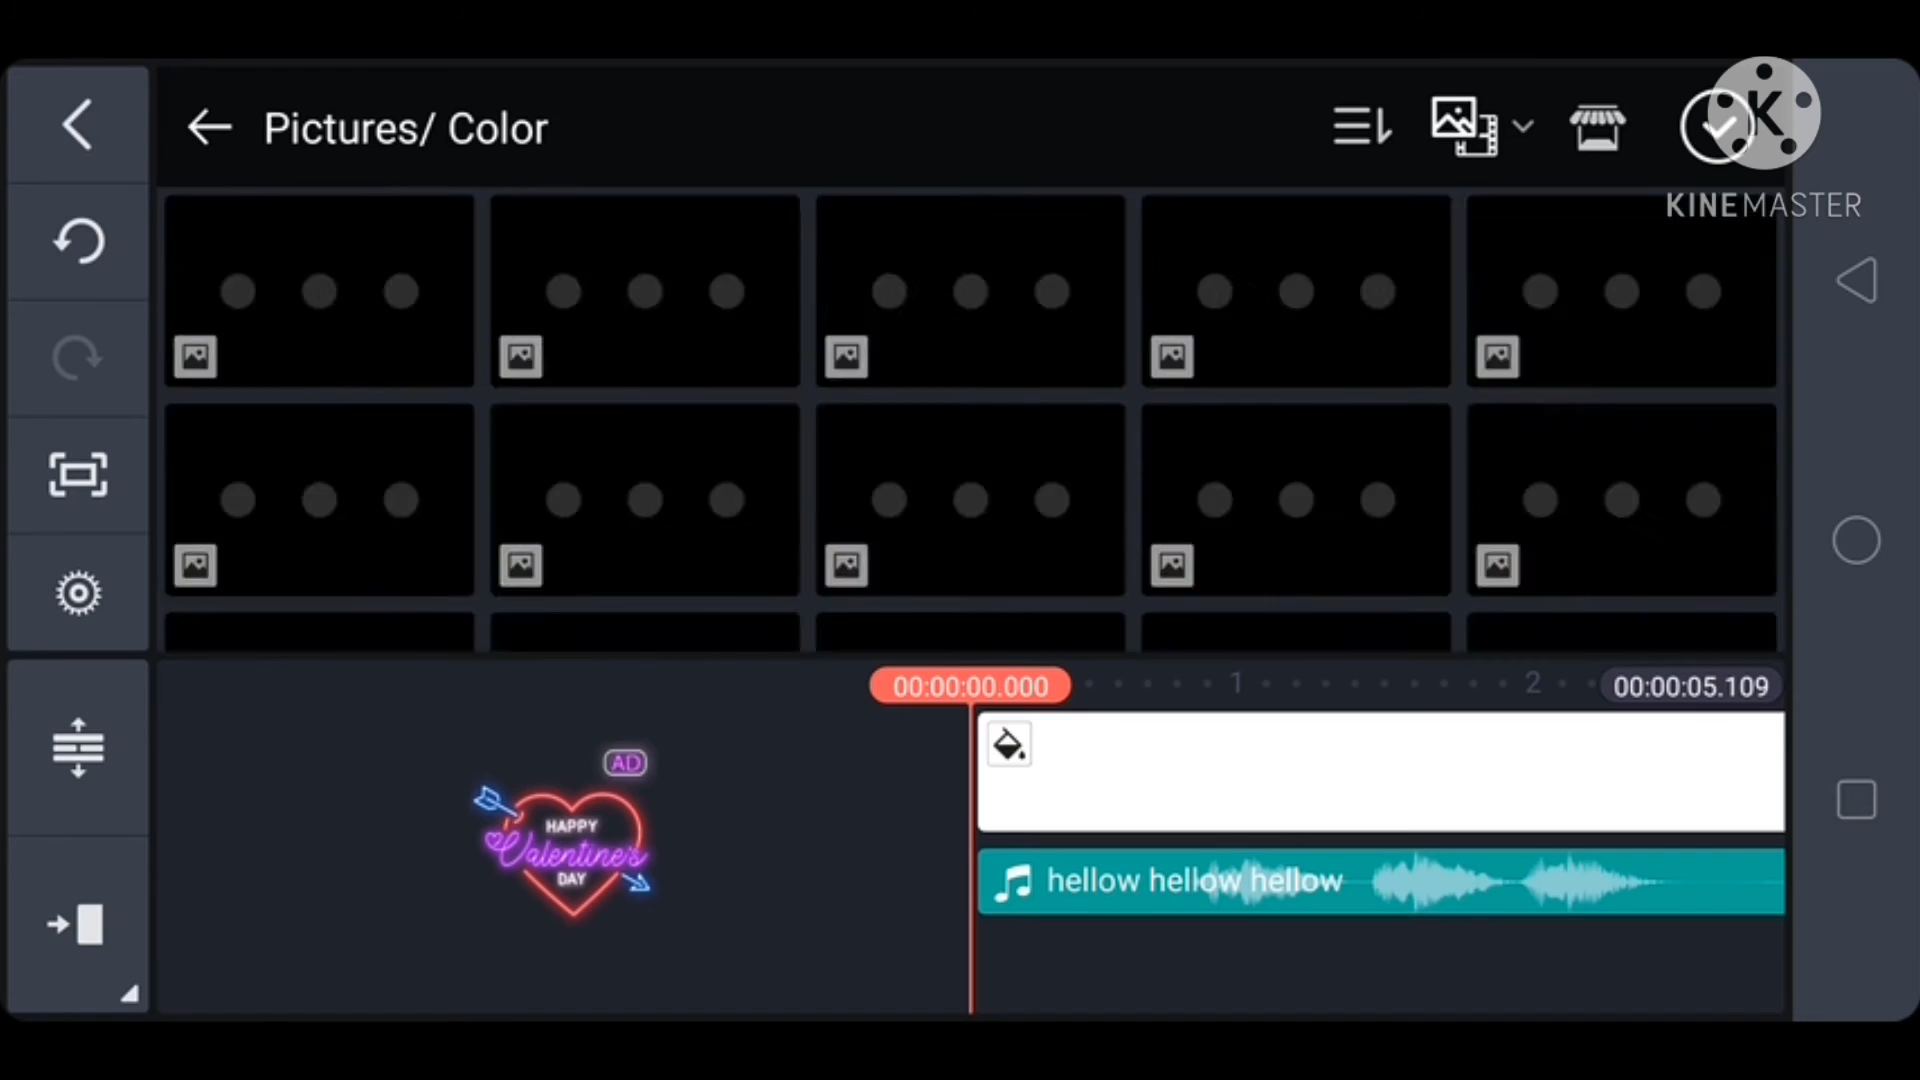 Pictures/ Color
K
KINEMASTER
00:00:00.000
1
2
00:00:05.109
AD
HAPPY
Valentine's
DAY
hellow hellow hellow